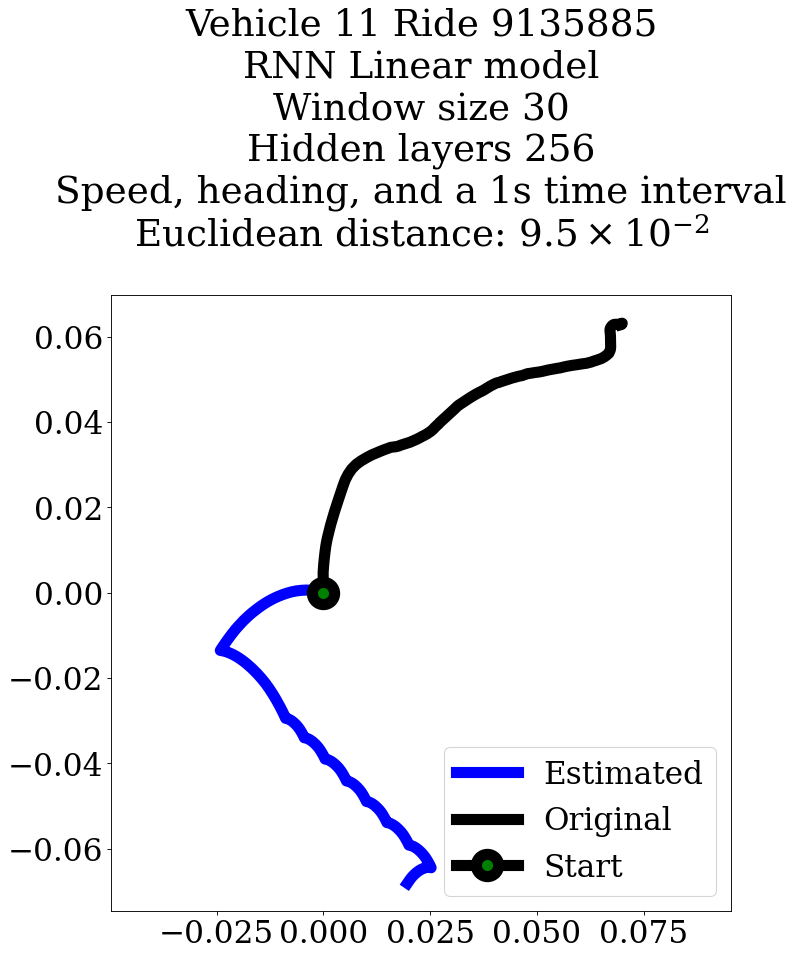 Vehicle 11 Ride 9135885
RNN Linear model
Window size 30
Hidden layers 256
Speed, heading, and a 1s time interval
Euclidean distance: 9.5 × 10⁻²
0.06
0.04
0.02
0.00
−0.02
−0.04
−0.06
Estimated
Original
Start
−0.025 0.000 0.025 0.050 0.075